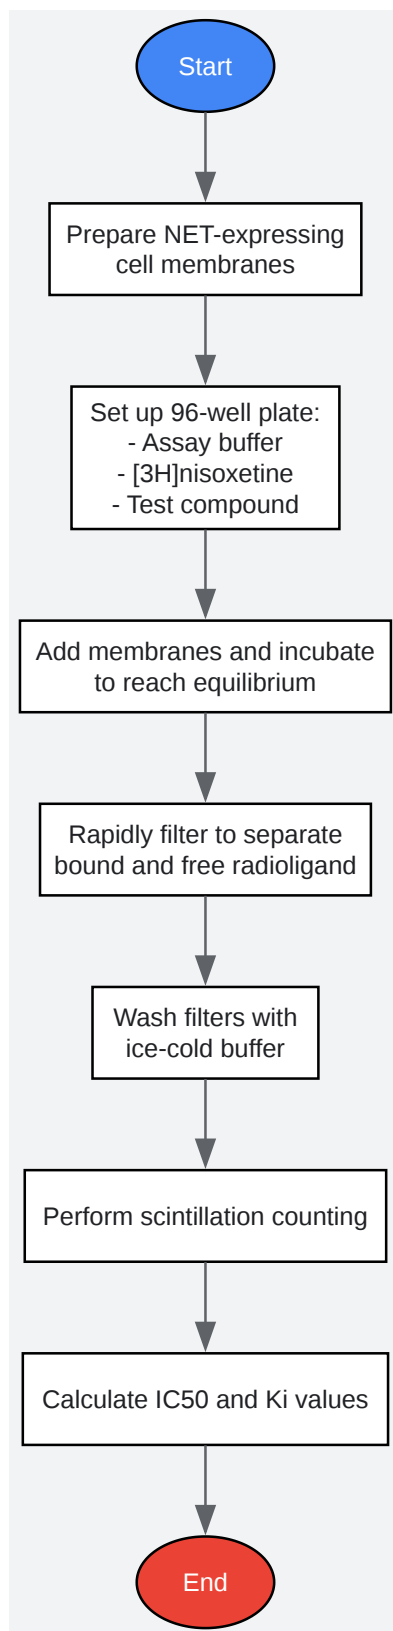 Start
Prepare NET-expressing
cell membranes
Set up 96-well plate:
- Assay buffer
- [3H]nisoxetine
- Test compound
Add membranes and incubate
to reach equilibrium
Rapidly filter to separate
bound and free radioligand
Wash filters with
ice-cold buffer
Perform scintillation counting
Calculate IC50 and Ki values
End